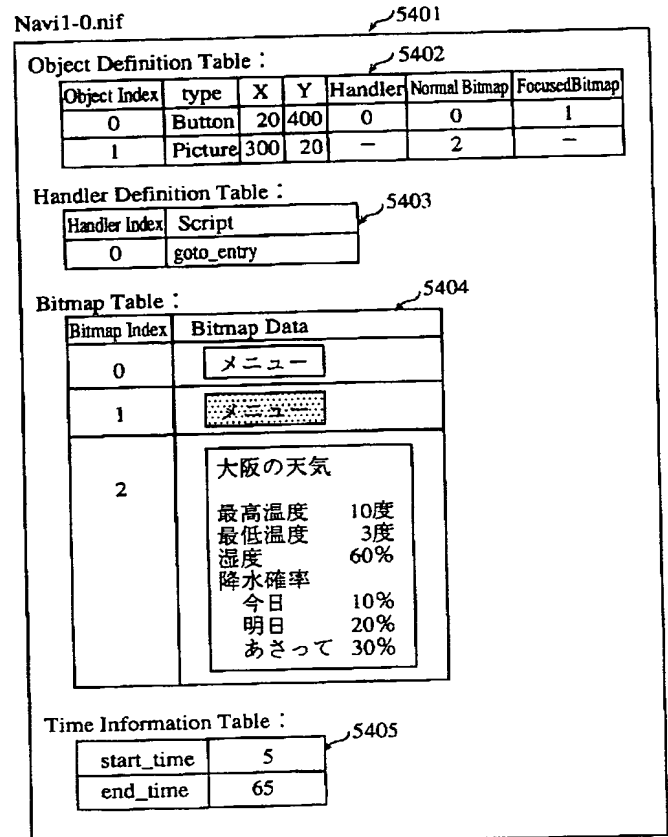 Navi1-0.nif
5401
Object Definition Table :
5402
Object Index type X Y Handler Normal Bitmap FocusedBitmap
0 Button 20 400 0 0 1
1 Picture 300 20 — 2 —
Handler Definition Table :
5403
Handler Index Script
0 goto_entry
Bitmap Table :
5404
Bitmap Index Bitmap Data
0 メニュー
1 メニュー
2
大阪の天気
最高温度 10度
最低温度 3度
湿度 60%
降水確率
今日 10%
明日 20%
あさって 30%
Time Information Table :
5405
start_time 5
end_time 65